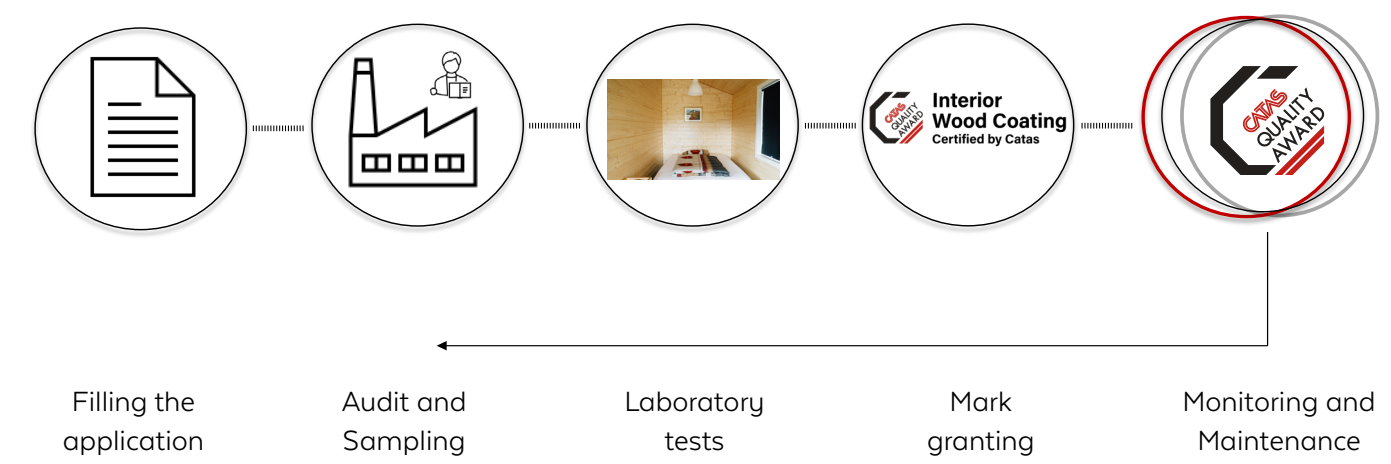 CATAS
QUALITY
AWARD
Interior
Wood Coating
Certified by Catas
CATAS
QUALITY
AWARD
Filling the
application
Audit and
Sampling
Laboratory
tests
Mark
granting
Monitoring and
Maintenance